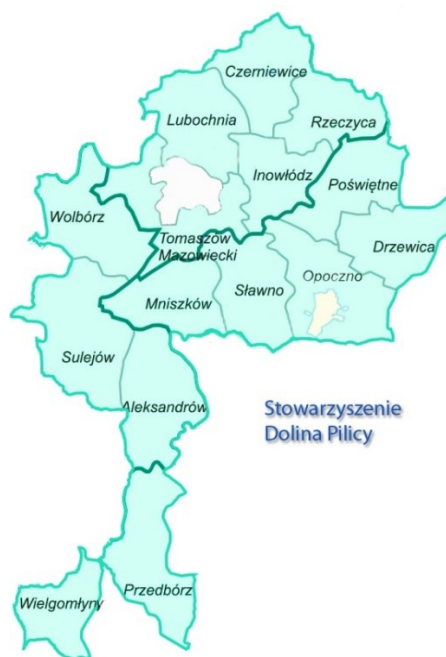 Czerniewice
Lubochnia
Rzeczyca
Inowłódz
Poświętne
Wolbórz
Tomaszów
Mazowiecki
Drzewica
Opoczno
Sławno
Mniszków
Sulejów
Aleksandrów
Stowarzyszenie
Dolina Pilicy
Przedbórz
Wielgomłyny